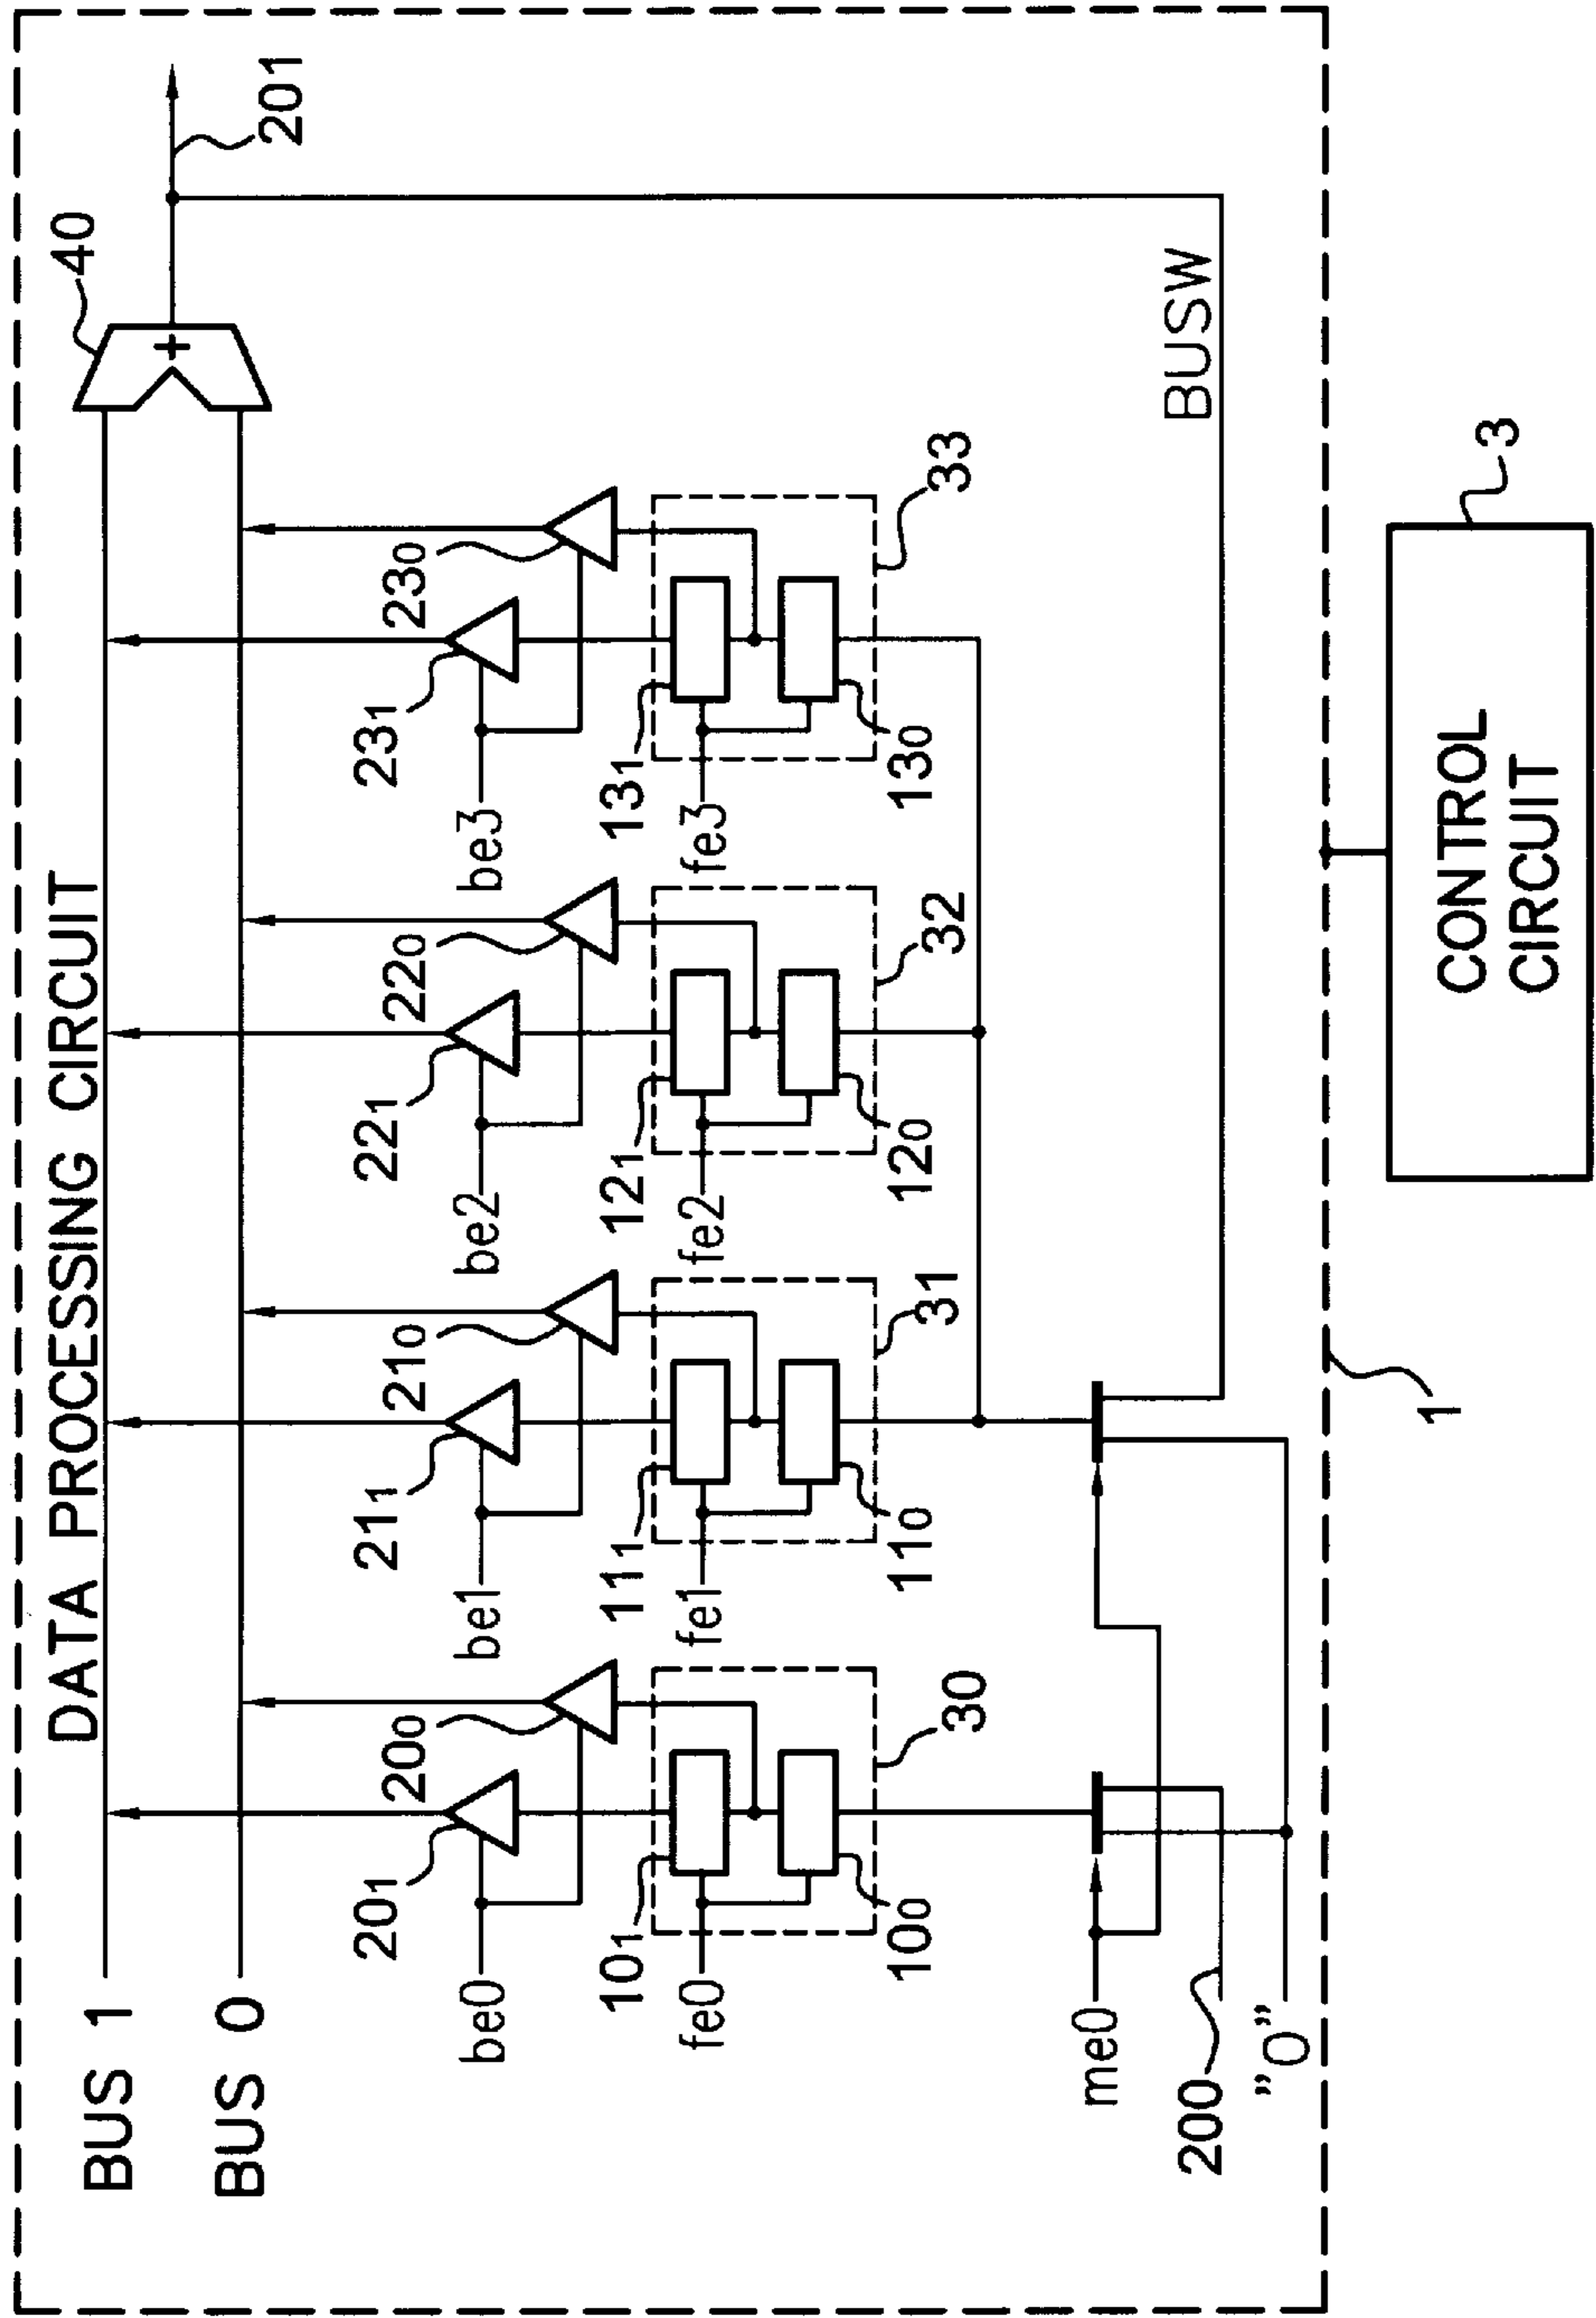 DATA PROCESSING CIRCUIT
BUS 1
BUS 0
40
201
20₁
20₀
21₁
21₀
22₁
22₀
23₁
23₀
be0
be1
be2
be3
10₁
11₁
12₁
13₁
fe0
fe1
fe2
fe3
10₀
30
11₀
31
12₀
32
13₀
33
me0
200
"0"
BUSW
1
3
CONTROL
CIRCUIT